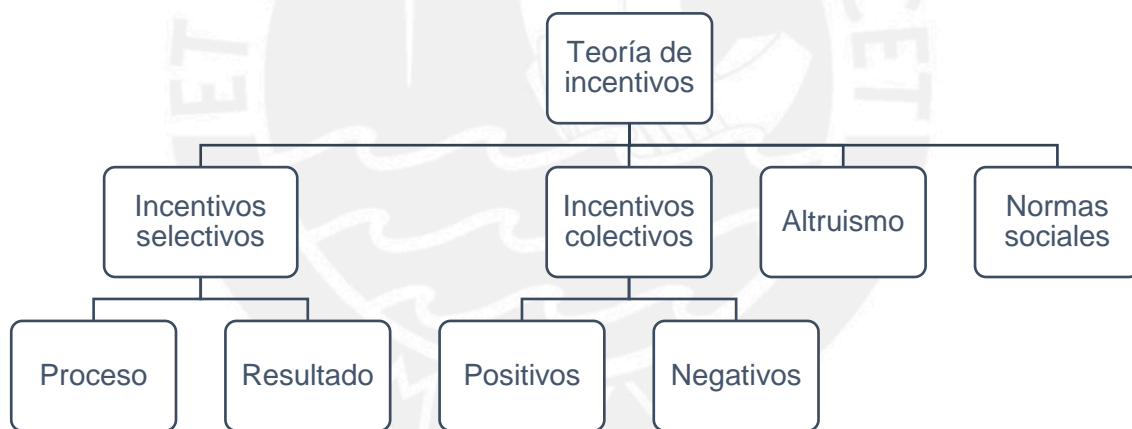 Teoría de
incentivos
Incentivos
selectivos
Incentivos
colectivos
Altruismo
Normas
sociales
Proceso
Resultado
Positivos
Negativos